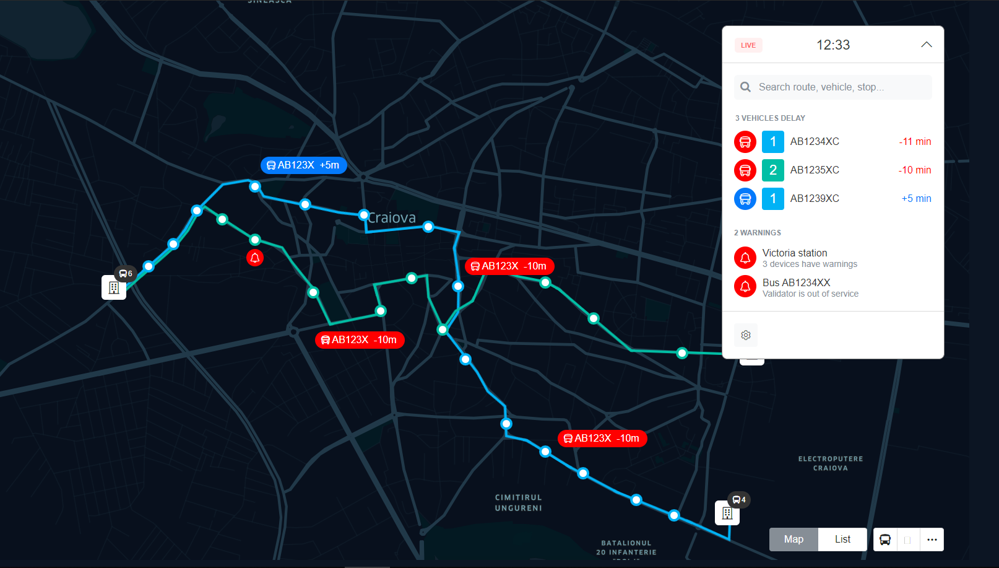 LIVE
12:33
Search route, vehicle, stop...
3 VEHICLES DELAY
1 AB1234XC -11 min
2 AB1235XC -10 min
1 AB1239XC +5 min
2 WARNINGS
Victoria station
3 devices have warnings
Bus AB1234XX
Validator is out of service
AB123X +5m
Craiova
AB123X -10m
6
AB123X -10m
AB123X -10m
ELECTROPUTERE
CRAIOVA
CIMITIRUL
UNGURENI
4
BATALIONUL
20 INFANTERIE
Map
List